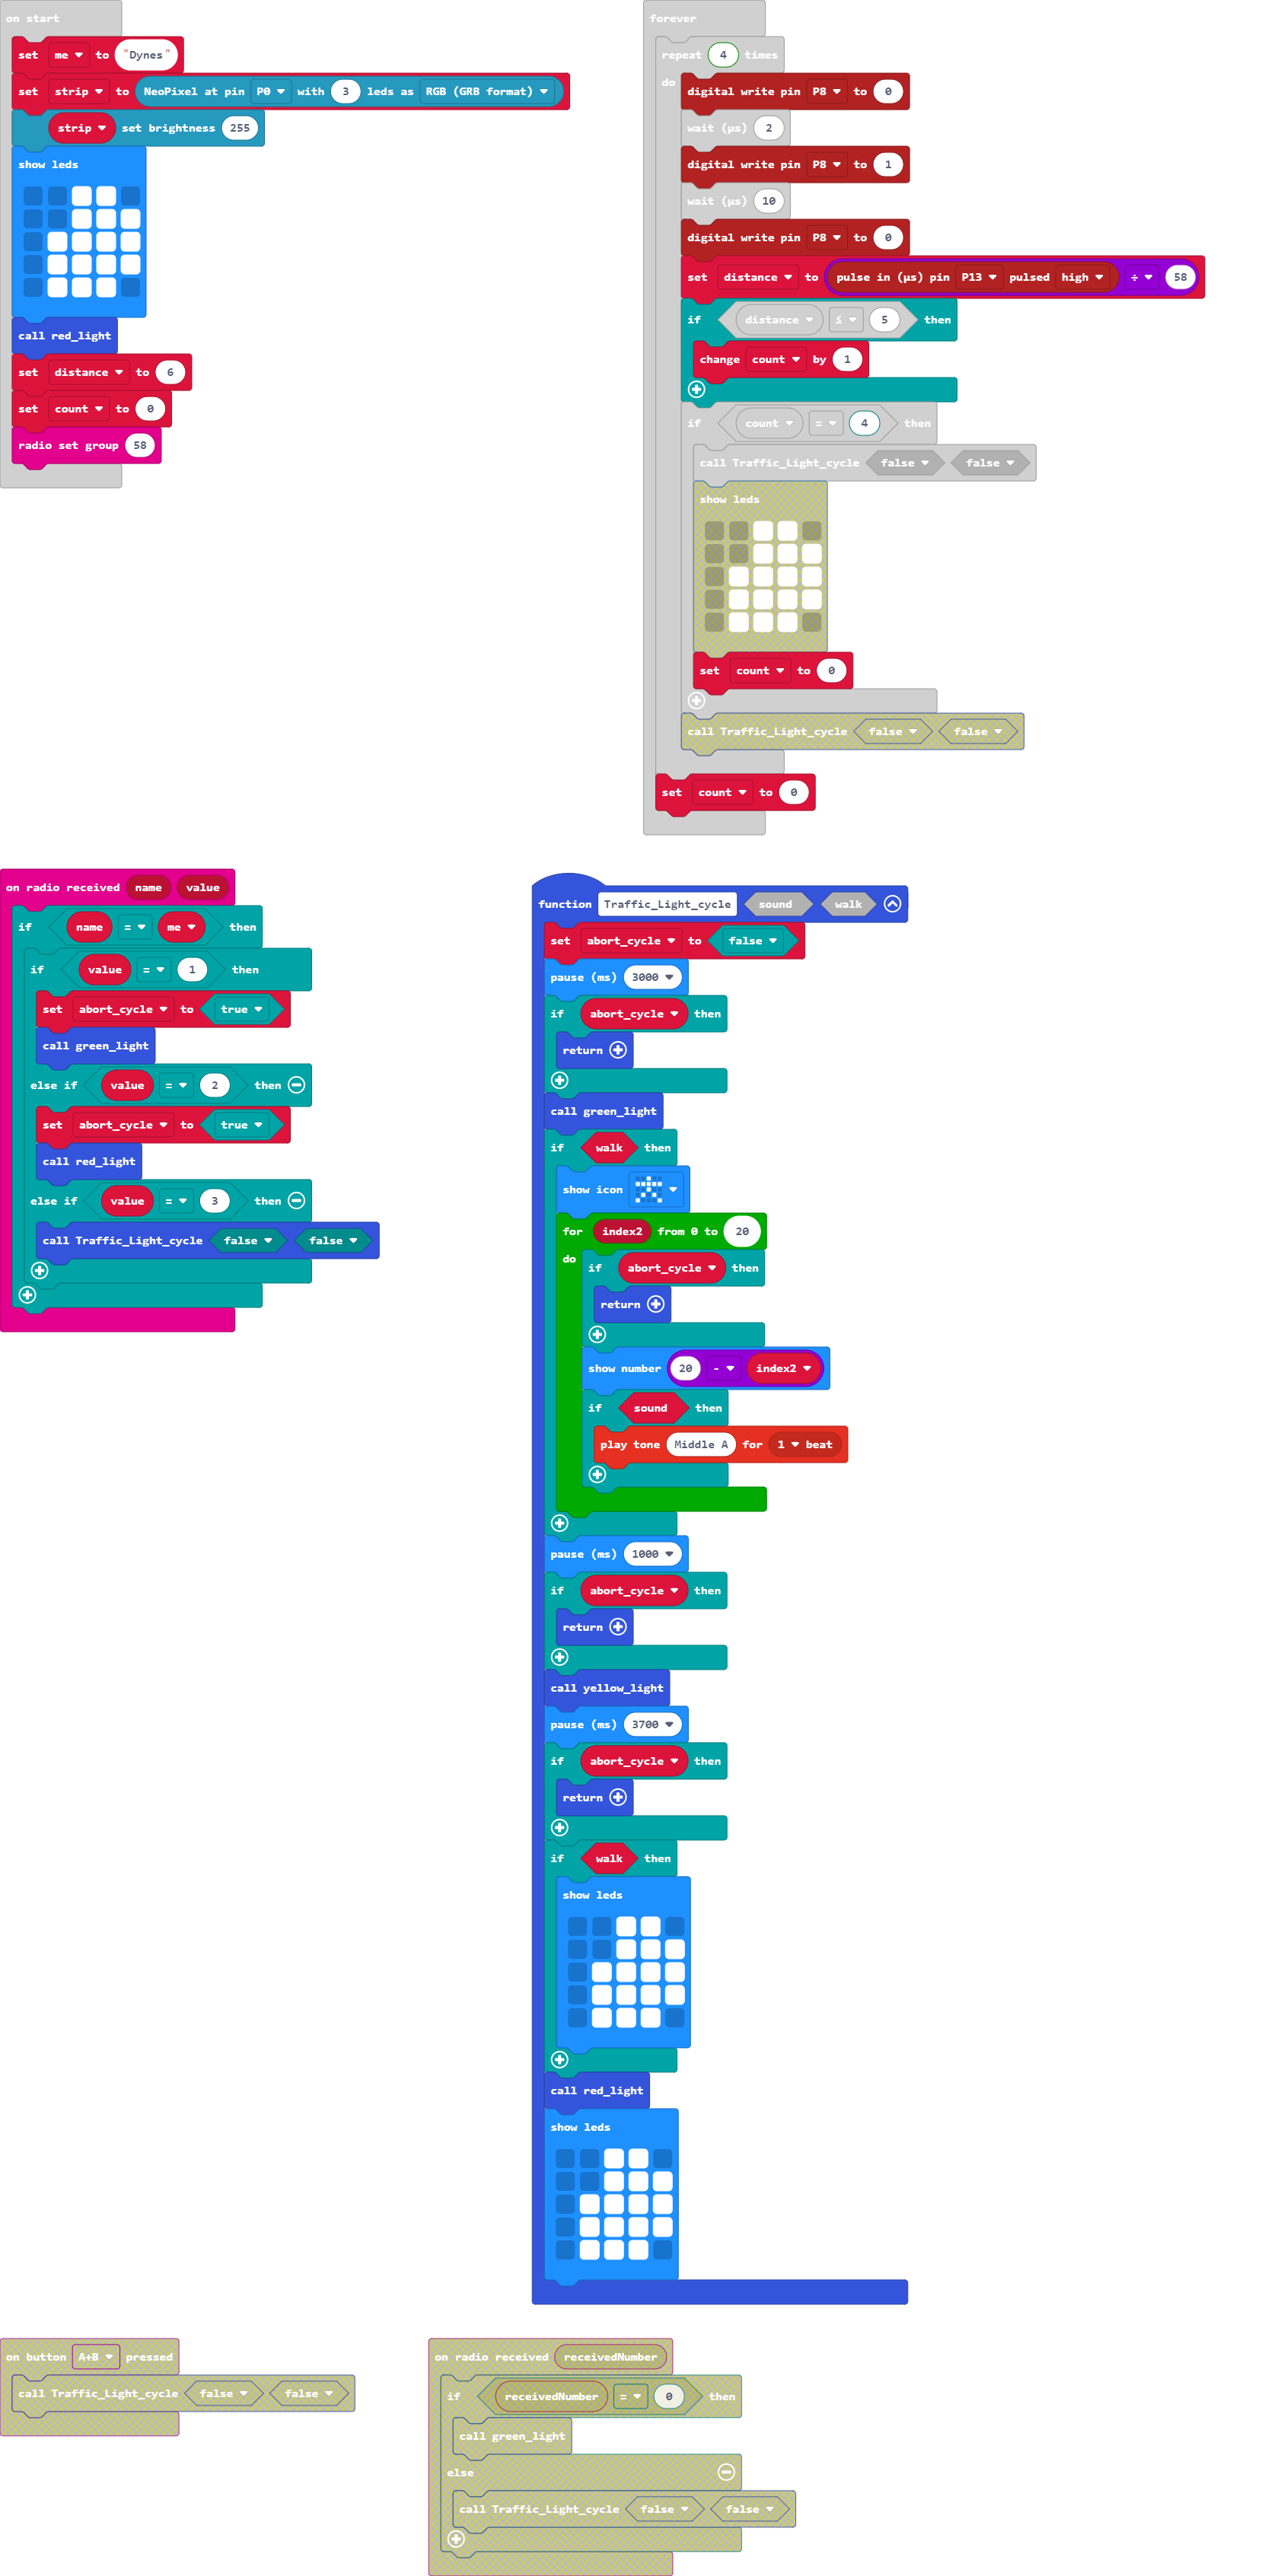 on start
set me to "Dynes"
set strip to NeoPixel at pin P0 with 3 leds as RGB (GRB format)
strip set brightness 255
show leds
call red_light
set distance to 6
set count to 0
radio set group 58
forever
repeat 4 times
do
digital write pin P8 to 0
wait (µs) 2
digital write pin P8 to 1
wait (µs) 10
digital write pin P8 to 0
set distance to pulse in (µs) pin P13 pulsed high ÷ 58
if distance ≤ 5 then
change count by 1
if count = 4 then
call Traffic_Light_cycle false false
show leds
set count to 0
call Traffic_Light_cycle false false
set count to 0
on radio received name value
if name = me then
if value = 1 then
set abort_cycle to true
call green_light
else if value = 2 then
set abort_cycle to true
call red_light
else if value = 3 then
call Traffic_Light_cycle false false
function Traffic_Light_cycle sound walk
set abort_cycle to false
pause (ms) 3000
if abort_cycle then
return
call green_light
if walk then
show icon
for index2 from 0 to 20
do
if abort_cycle then
return
show number 20 - index2
if sound then
play tone Middle A for 1 beat
pause (ms) 1000
if abort_cycle then
return
call yellow_light
pause (ms) 3700
if abort_cycle then
return
if walk then
show leds
call red_light
show leds
on button A+B pressed
call Traffic_Light_cycle false false
on radio received receivedNumber
if receivedNumber = 0 then
call green_light
else
call Traffic_Light_cycle false false